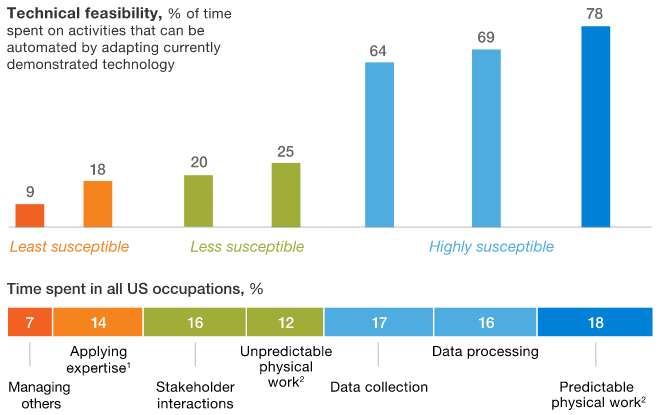 Technical feasibility, % of time
spent on activities that can be
automated by adapting currently
demonstrated technology
9
18
20
25
64
69
78
Least susceptible
Less susceptible
Highly susceptible
Time spent in all US occupations, %
7
14
16
12
17
16
18
Managing
others
Applying
expertise¹
Stakeholder
interactions
Unpredictable
physical
work²
Data collection
Data processing
Predictable
physical work²